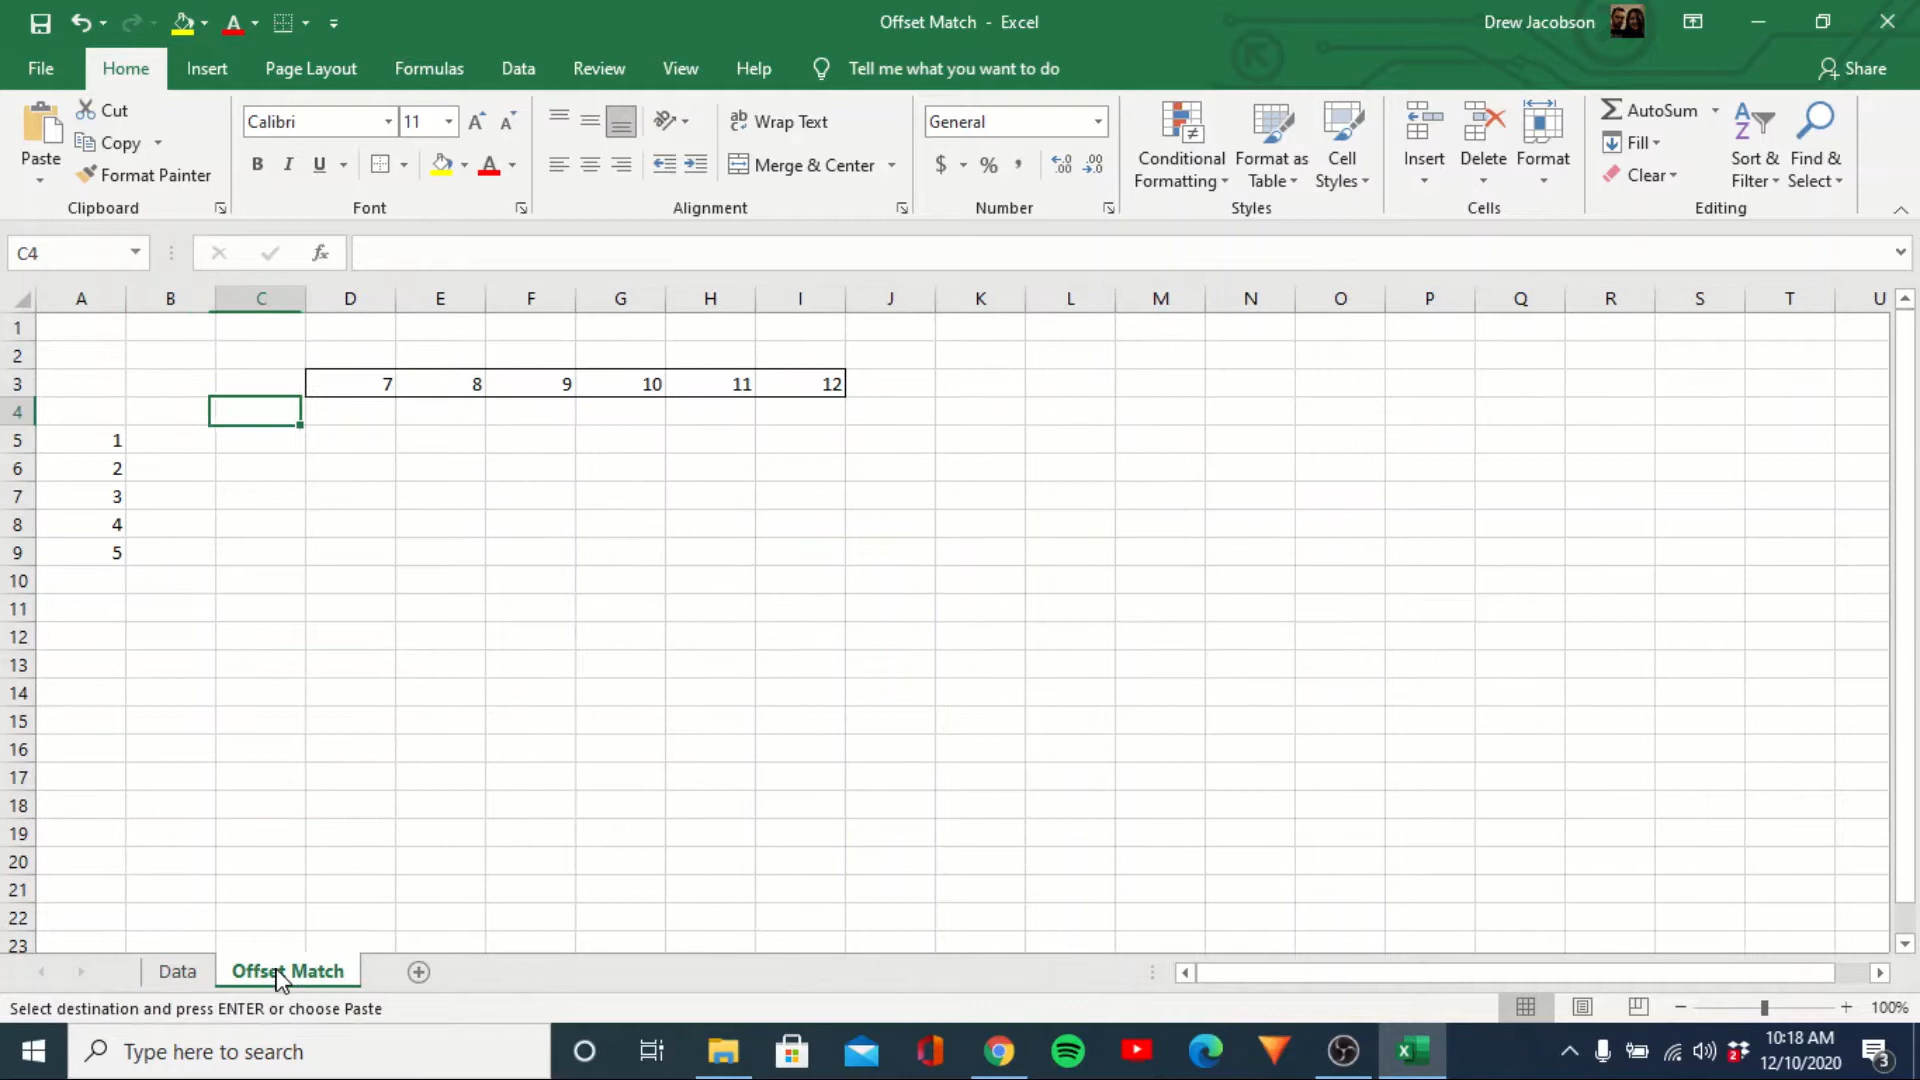 Offset Match - Excel
Drew Jacobson
File Home Insert Page Layout Formulas Data Review View Help Tell me what you want to do Share
Paste
Cut
Copy
Format Painter
Clipboard
Calibri 11
B I U
Font
Wrap Text
Merge & Center
Alignment
General
$ % ,
Number
Conditional Formatting
Format as Table
Cell Styles
Styles
Insert
Delete
Format
Cells
AutoSum
Fill
Clear
Sort & Filter
Find & Select
Editing
C4 fx
A B C D E F G H I J K L M N O P Q R S T U
1
2
3 7 8 9 10 11 12
4
5 1
6 2
7 3
8 4
9 5
10
11
12
13
14
15
16
17
18
19
20
21
22
23
Data Offset Match
Select destination and press ENTER or choose Paste 100%
Type here to search
10:18 AM
12/10/2020
2
3